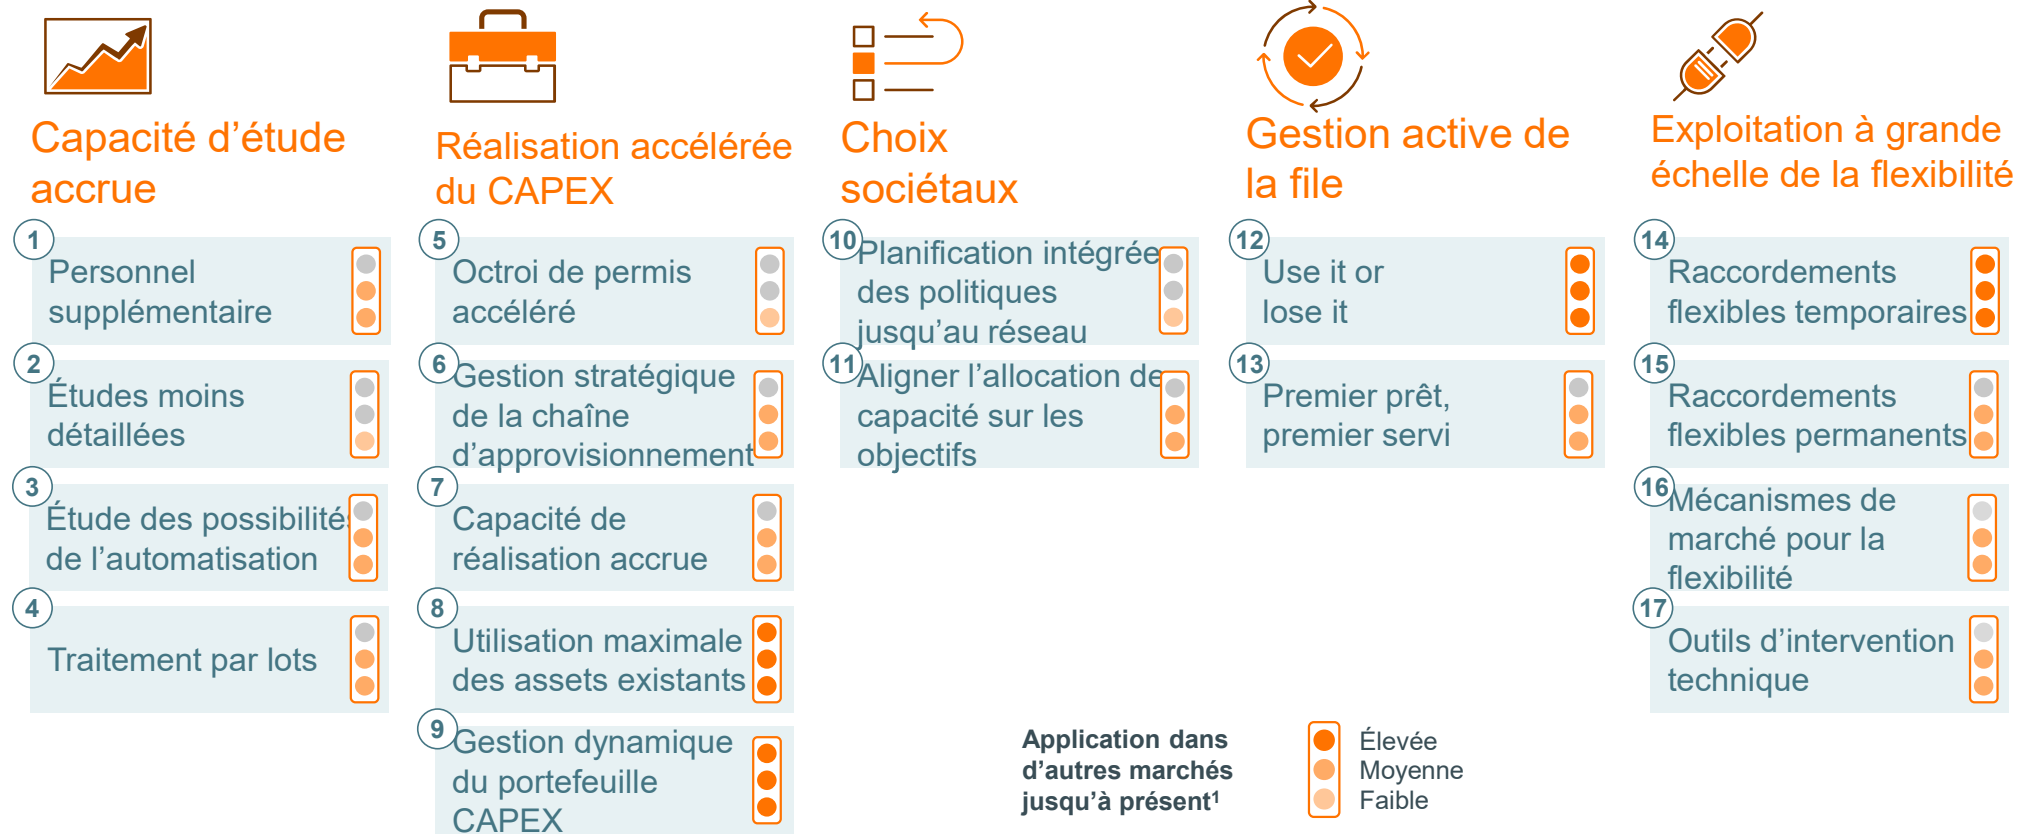 Capacité d’étude
accrue
1
Personnel
supplémentaire
2
Études moins
détaillées
3
Étude des possibilités
de l’automatisation
4
Traitement par lots
Réalisation accélérée
du CAPEX
5
Octroi de permis
accéléré
6
Gestion stratégique
de la chaîne
d’approvisionnement
7
Capacité de
réalisation accrue
8
Utilisation maximale
des assets existants
9
Gestion dynamique
du portefeuille
CAPEX
Choix
sociétaux
10
Planification intégrée
des politiques
jusqu’au réseau
11
Aligner l’allocation de
capacité sur les
objectifs
Gestion active de
la file
12
Use it or
lose it
13
Premier prêt,
premier servi
Exploitation à grande
échelle de la flexibilité
14
Raccordements
flexibles temporaires
15
Raccordements
flexibles permanents
16
Mécanismes de
marché pour la
flexibilité
17
Outils d’intervention
technique
Application dans
d’autres marchés
jusqu’à présent¹
Élevée
Moyenne
Faible